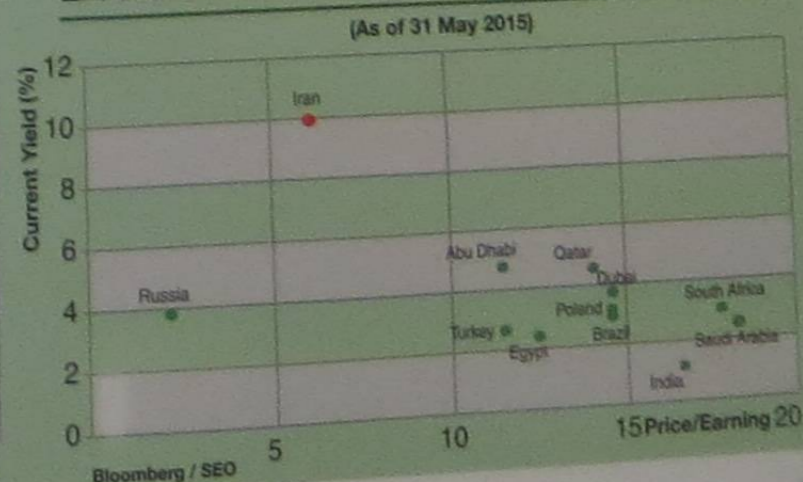 (As of 31 May 2015)
Current Yield (%)
12
Iran
10
8
6
Abu Dhabi
Qatar
Dubai
Russia
South Africa
4
Poland
Turkey
Brazil
Saudi Arabia
Egypt
2
India
0
5
10
15
Price/Earning
20
Bloomberg / SEO